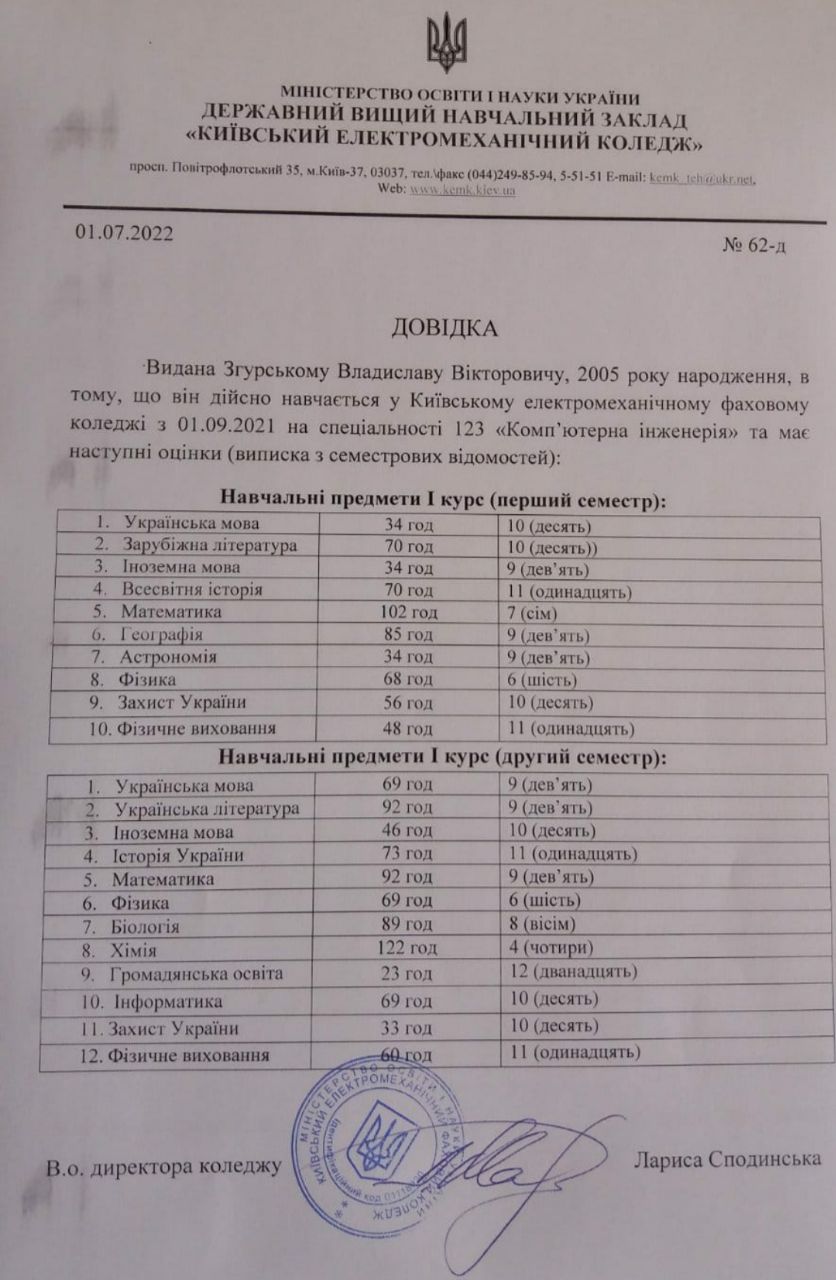 МІНІСТЕРСТВО ОСВІТИ І НАУКИ УКРАЇНИ
ДЕРЖАВНИЙ ВИЩИЙ НАВЧАЛЬНИЙ ЗАКЛАД
«КИЇВСЬКИЙ ЕЛЕКТРОМЕХАНІЧНИЙ КОЛЕДЖ»
просп. Повітрофлотський 35, м.Київ-37, 03037, тел.\факс (044)249-85-94, 5-51-51 E-mail: kemk_teh@ukr.net,
Web: www.kemk.kiev.ua
01.07.2022
№ 62-д
ДОВІДКА
Видана Згурському Владиславу Вікторовичу, 2005 року народження, в
тому, що він дійсно навчається у Київському електромеханічному фаховому
коледжі з 01.09.2021 на спеціальності 123 «Комп’ютерна інженерія» та має
наступні оцінки (виписка з семестрових відомостей):
Навчальні предмети І курс (перший семестр):
1. Українська мова 34 год 10 (десять)
2. Зарубіжна література 70 год 10 (десять))
3. Іноземна мова 34 год 9 (дев’ять)
4. Всесвітня історія 70 год 11 (одинадцять)
5. Математика 102 год 7 (сім)
6. Географія 85 год 9 (дев’ять)
7. Астрономія 34 год 9 (дев’ять)
8. Фізика 68 год 6 (шість)
9. Захист України 56 год 10 (десять)
10. Фізичне виховання 48 год 11 (одинадцять)
Навчальні предмети І курс (другий семестр):
1. Українська мова 69 год 9 (дев’ять)
2. Українська література 92 год 9 (дев’ять)
3. Іноземна мова 46 год 10 (десять)
4. Історія України 73 год 11 (одинадцять)
5. Математика 92 год 9 (дев’ять)
6. Фізика 69 год 6 (шість)
7. Біологія 89 год 8 (вісім)
8. Хімія 122 год 4 (чотири)
9. Громадянська освіта 23 год 12 (дванадцять)
10. Інформатика 69 год 10 (десять)
11. Захист України 33 год 10 (десять)
12. Фізичне виховання 60 год 11 (одинадцять)
МІНІСТЕРСТВО ОСВІТИ І НАУКИ
КИЇВСЬКИЙ ЕЛЕКТРОМЕХАНІЧНИЙ КОЛЕДЖ
В.о. директора коледжу
Лариса Сподинська